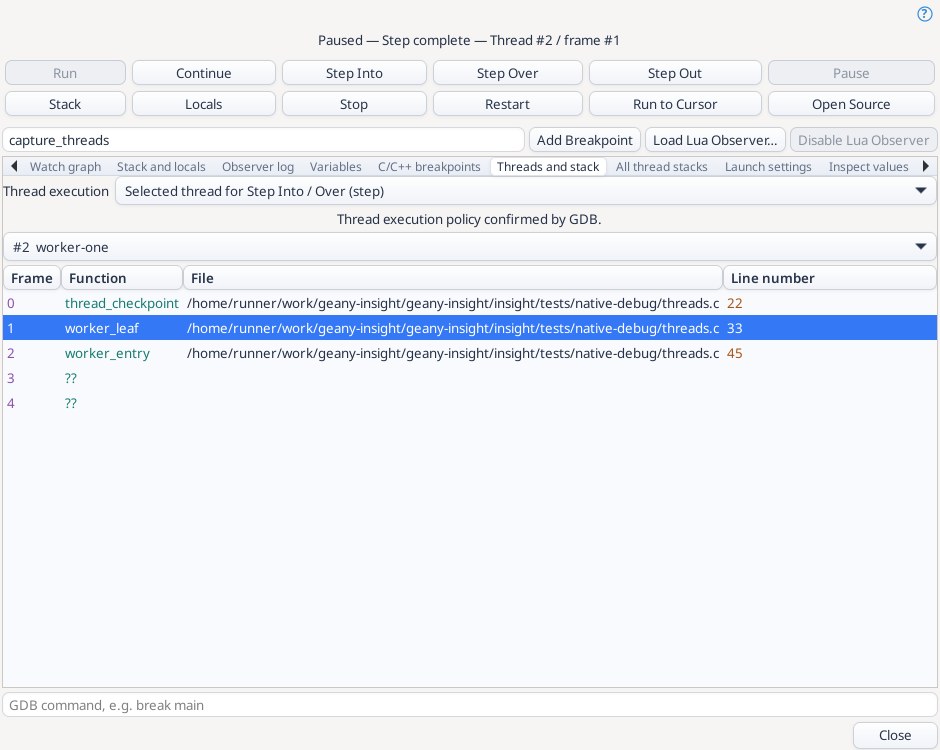 ?
Paused — Step complete — Thread #2 / frame #1
Run Continue Step Into Step Over Step Out Pause
Stack Locals Stop Restart Run to Cursor Open Source
capture_threads Add Breakpoint Load Lua Observer... Disable Lua Observer
Watch graph Stack and locals Observer log Variables C/C++ breakpoints Threads and stack All thread stacks Launch settings Inspect values
Thread execution Selected thread for Step Into / Over (step)
Thread execution policy confirmed by GDB.
#2 worker-one
Frame Function File Line number
0 thread_checkpoint /home/runner/work/geany-insight/geany-insight/insight/tests/native-debug/threads.c 22
1 worker_leaf /home/runner/work/geany-insight/geany-insight/insight/tests/native-debug/threads.c 33
2 worker_entry /home/runner/work/geany-insight/geany-insight/insight/tests/native-debug/threads.c 45
3 ??
4 ??
GDB command, e.g. break main
Close